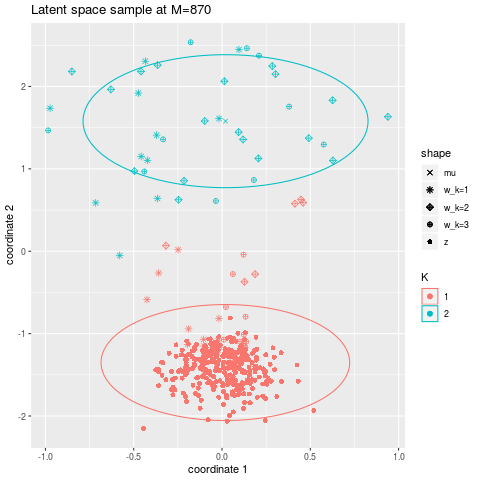 Latent space sample at M=870
coordinate 2
2
1
0
-1
-2
-1.0
-0.5
0.0
0.5
1.0
coordinate 1
shape
mu
w_k=1
w_k=2
w_k=3
z
K
1
2